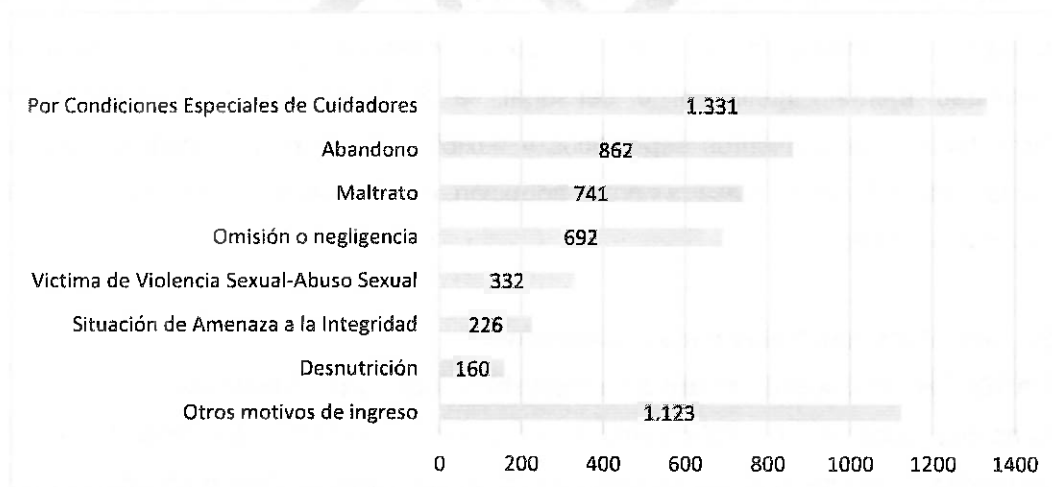 Por Condiciones Especiales de Cuidadores 1.331
Abandono 862
Maltrato 741
Omisión o negligencia 692
Victima de Violencia Sexual-Abuso Sexual 332
Situación de Amenaza a la Integridad 226
Desnutrición 160
Otros motivos de ingreso 1.123
0 200 400 600 800 1000 1200 1400